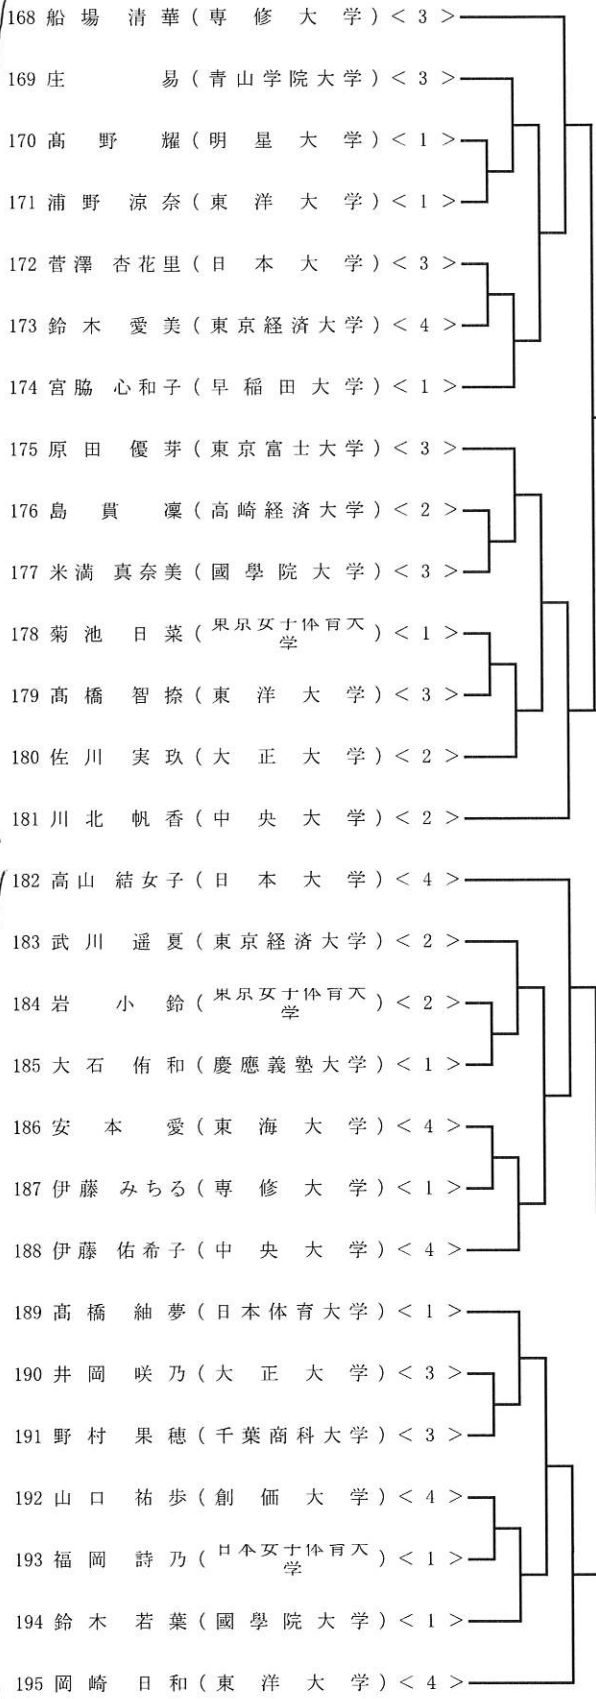 168 船場 清華 (専修大学) < 3 >
169 庄 易 (青山学院大学) < 3 >
170 髙野 耀 (明星大学) < 1 >
171 浦野 涼奈 (東洋大学) < 1 >
172 菅澤 杏花里 (日本大学) < 3 >
173 鈴木 愛美 (東京経済大学) < 4 >
174 宮脇 心和子 (早稲田大学) < 1 >
175 原田 優芽 (東京富士大学) < 3 >
176 島貫 凜 (高崎経済大学) < 2 >
177 米満 真奈美 (國學院大学) < 3 >
178 菊池 日菜 (東京女子体育大学) < 1 >
179 髙橋 智捺 (東洋大学) < 3 >
180 佐川 実玖 (大正大学) < 2 >
181 川北 帆香 (中央大学) < 2 >
182 高山 結女子 (日本大学) < 4 >
183 武川 遥夏 (東京経済大学) < 2 >
184 岩 小鈴 (東京女子体育大学) < 2 >
185 大石 侑和 (慶應義塾大学) < 1 >
186 安本 愛 (東海大学) < 4 >
187 伊藤 みちる (専修大学) < 1 >
188 伊藤 佑希子 (中央大学) < 4 >
189 髙橋 紬夢 (日本体育大学) < 1 >
190 井岡 咲乃 (大正大学) < 3 >
191 野村 果穂 (千葉商科大学) < 3 >
192 山口 祐歩 (創価大学) < 4 >
193 福岡 詩乃 (日本女子体育大学) < 1 >
194 鈴木 若葉 (國學院大学) < 1 >
195 岡崎 日和 (東洋大学) < 4 >